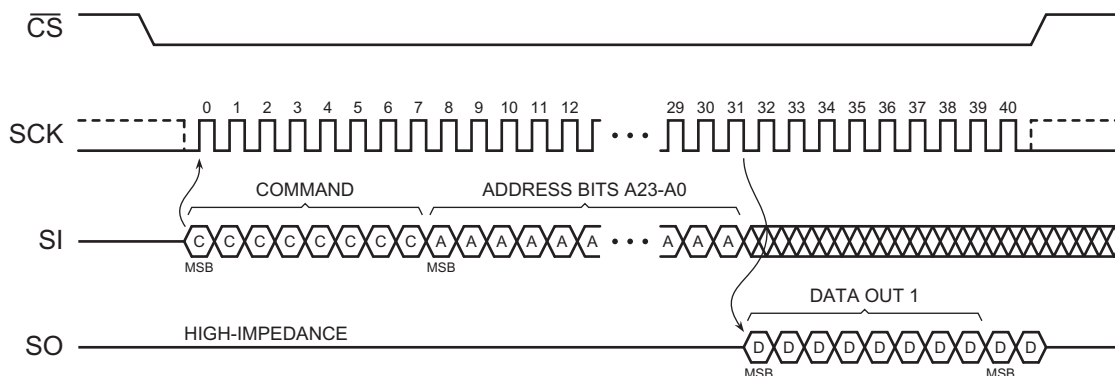 CS
0 1 2 3 4 5 6 7 8 9 10 11 12 29 30 31 32 33 34 35 36 37 38 39 40
SCK
COMMAND ADDRESS BITS A23-A0
SI C C C C C C C C A A A A A A A A A
MSB MSB
DATA OUT 1
HIGH-IMPEDANCE
SO D D D D D D D D D D
MSB MSB